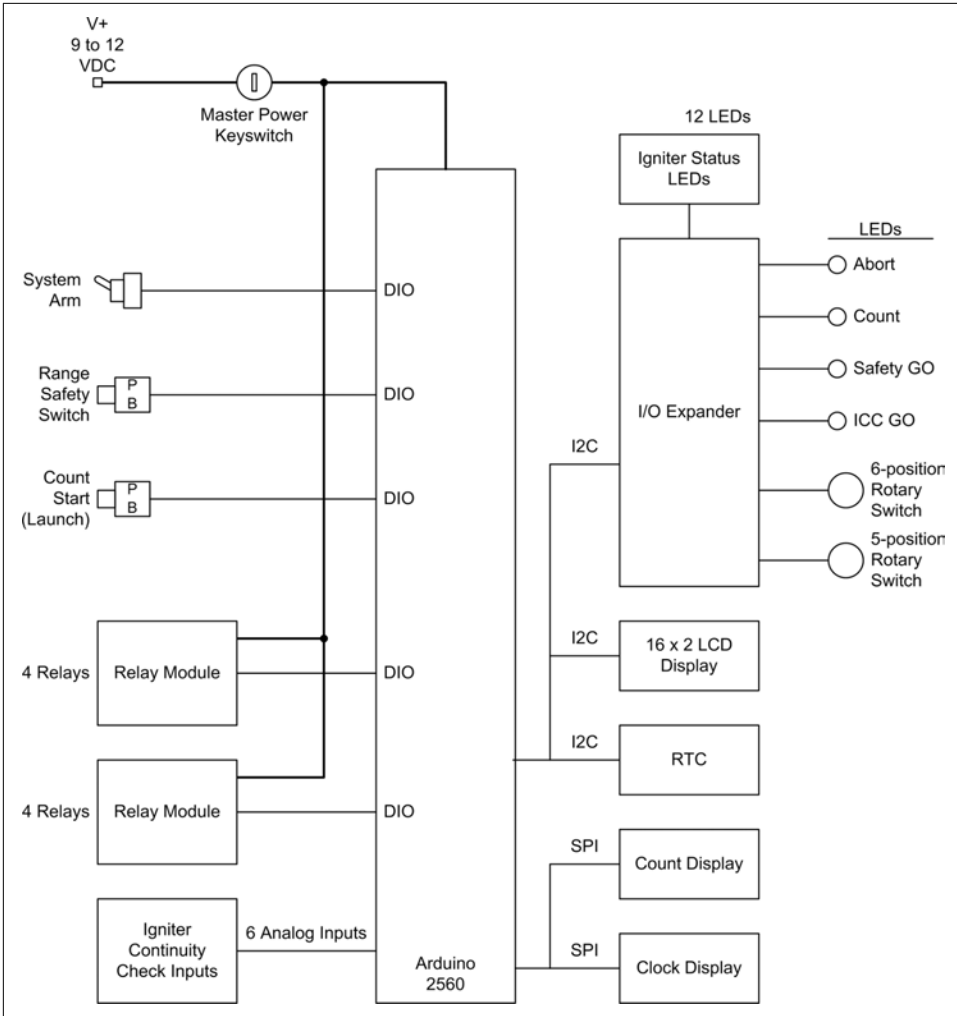 V+
9 to 12
VDC
Master Power
Keyswitch
12 LEDs
Igniter Status
LEDs
LEDs
System
Arm
DIO
Abort
Count
Range
Safety
Switch
P
B
DIO
Safety GO
I/O Expander
ICC GO
I2C
Count
Start
(Launch)
P
B
DIO
6-position
Rotary
Switch
5-position
Rotary
Switch
4 Relays
Relay Module
DIO
I2C
16 x 2 LCD
Display
I2C
RTC
4 Relays
Relay Module
DIO
SPI
Count Display
Igniter
Continuity
Check Inputs
6 Analog Inputs
Arduino
2560
SPI
Clock Display